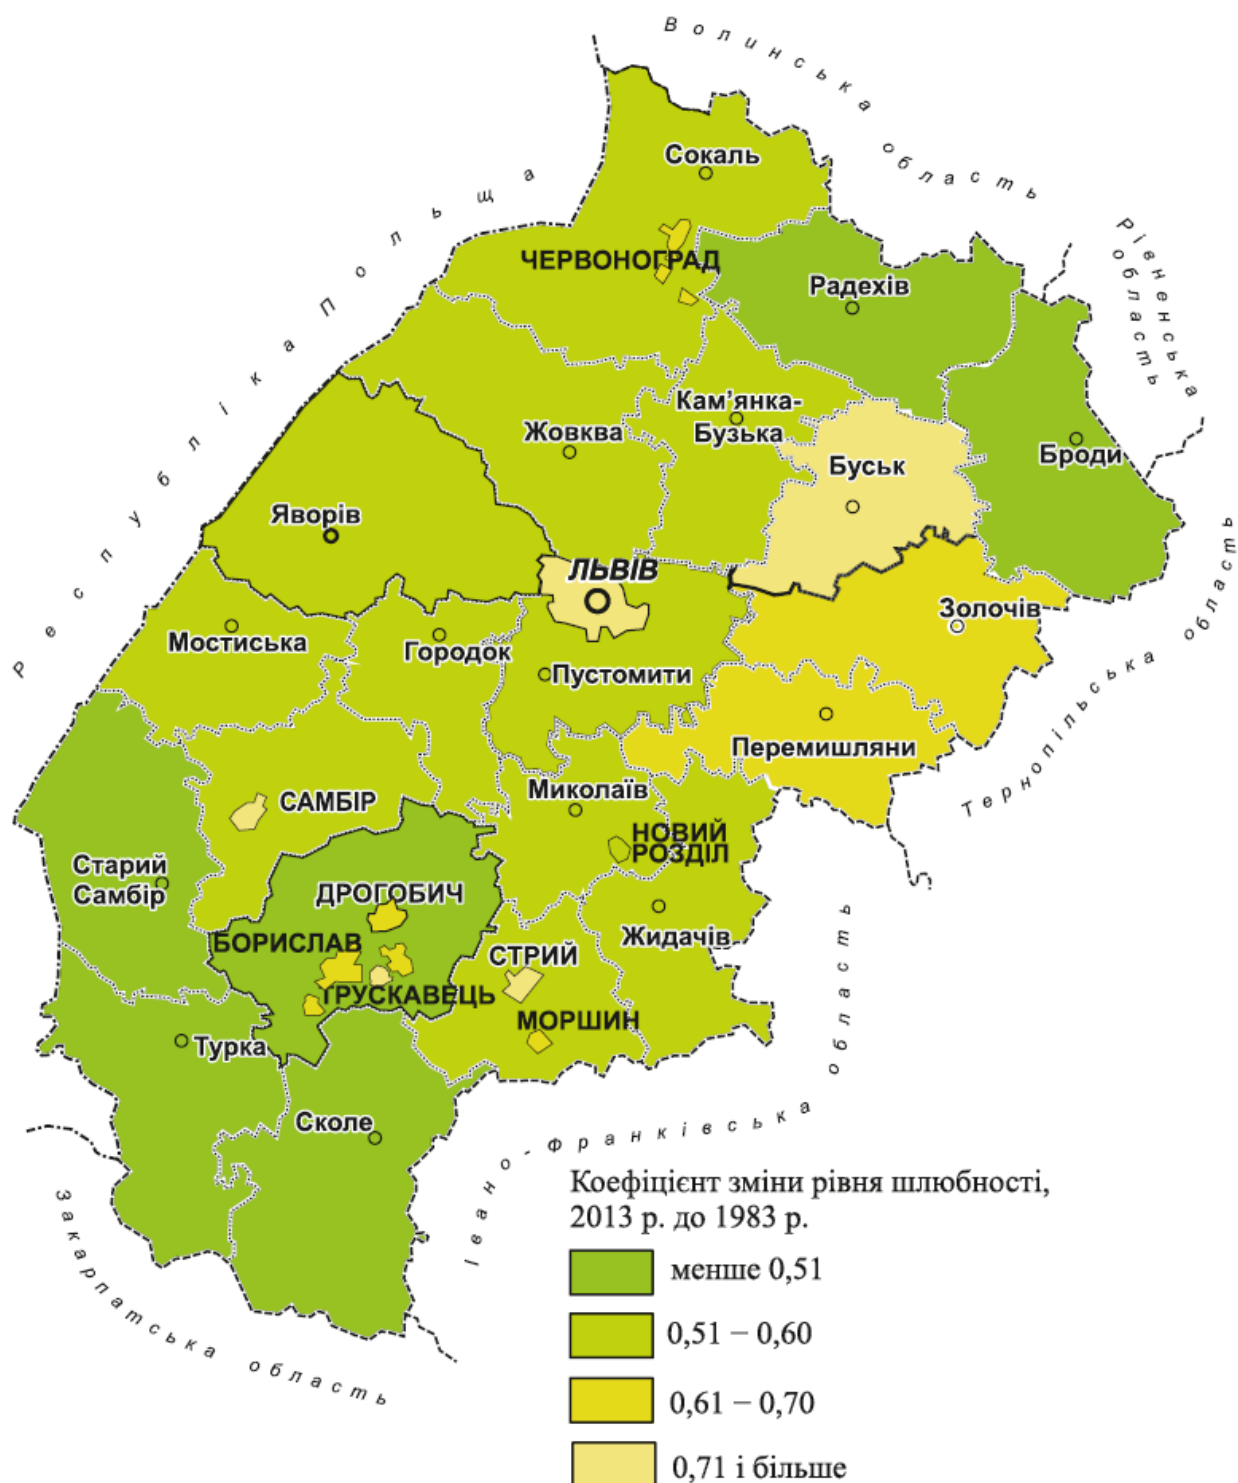 Волинська область
Рівненська
область
Республіка Польща
Сокаль
ЧЕРВОНОГРАД
Радехів
Кам’янка-
Бузька
Жовква
Броди
Буськ
Яворів
ЛЬВІВ
Золочів
Мостиська
Городок
Пустомити
Тернопільська область
Перемишляни
Миколаїв
САМБІР
НОВИЙ
РОЗДІЛ
Старий
Самбір
ДРОГОБИЧ
БОРИСЛАВ
Жидачів
СТРИЙ
ТРУСКАВЕЦЬ
МОРШИН
Турка
Сколе
Івано-Франківська область
Закарпатська область
Коефіцієнт зміни рівня шлюбності,
2013 р. до 1983 р.
менше 0,51
0,51 – 0,60
0,61 – 0,70
0,71 і більше